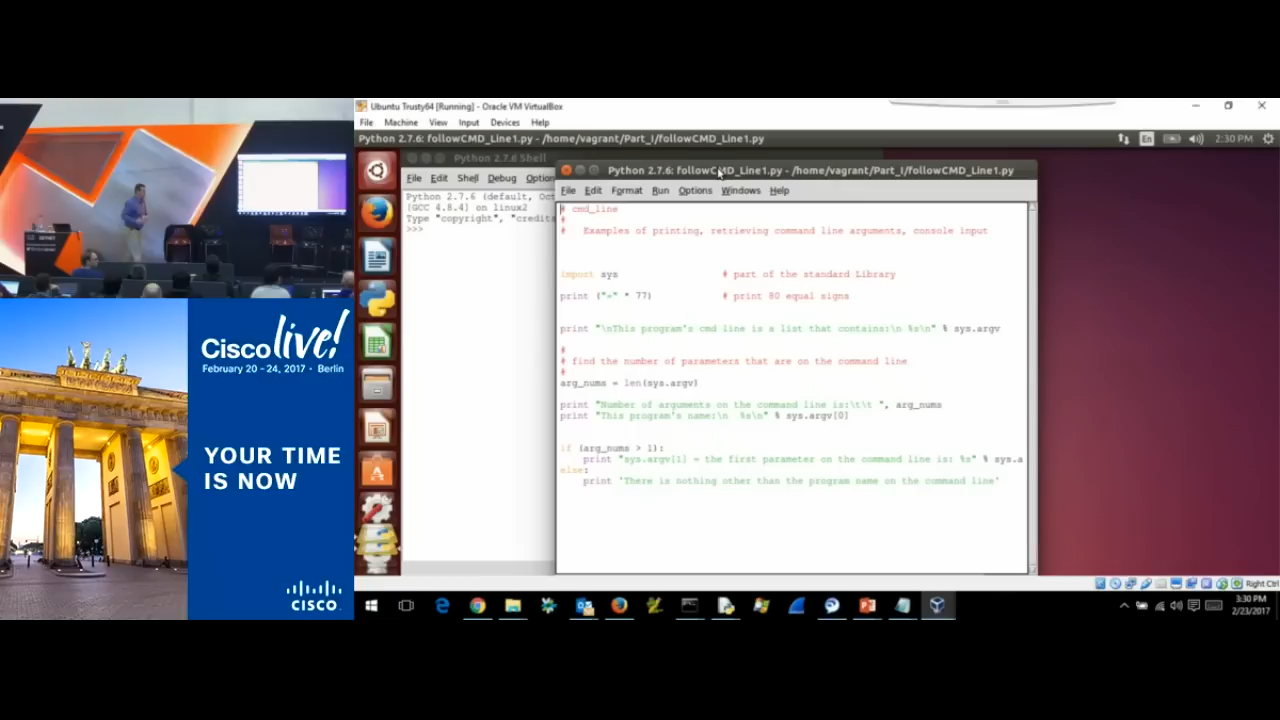 Ubuntu Trusty64 [Running] - Oracle VM VirtualBox
File Machine View Input Devices Help
Python 2.7.6: followCMD_Line1.py - /home/vagrant/Part_I/followCMD_Line1.py
En
2:30 PM
Python 2.7.6 Shell
File Edit Shell Debug Options
Python 2.7.6 (default, Oct
[GCC 4.8.4] on linux2
Type "copyright", "credits
>>>
Python 2.7.6: followCMD_Line1.py - /home/vagrant/Part_I/followCMD_Line1.py
File Edit Format Run Options Windows Help
# cmd_line
#
# Examples of printing, retrieving command line arguments, console input
import sys # part of the standard Library
print ("=" * 77) # print 80 equal signs
print "\nThis program's cmd line is a list that contains:\n %s\n" % sys.argv
#
# find the number of parameters that are on the command line
#
arg_nums = len(sys.argv)
print "Number of arguments on the command line is:\t\t ", arg_nums
print "This program's name:\n %s\n" % sys.argv[0]
if (arg_nums > 1):
print "sys.argv[1] = the first parameter on the command line is: %s" % sys.a
else:
print 'There is nothing other than the program name on the command line'
Right Ctrl
3:30 PM
2/23/2017
Cisco live!
February 20 - 24, 2017 • Berlin
YOUR TIME
IS NOW
CISCO